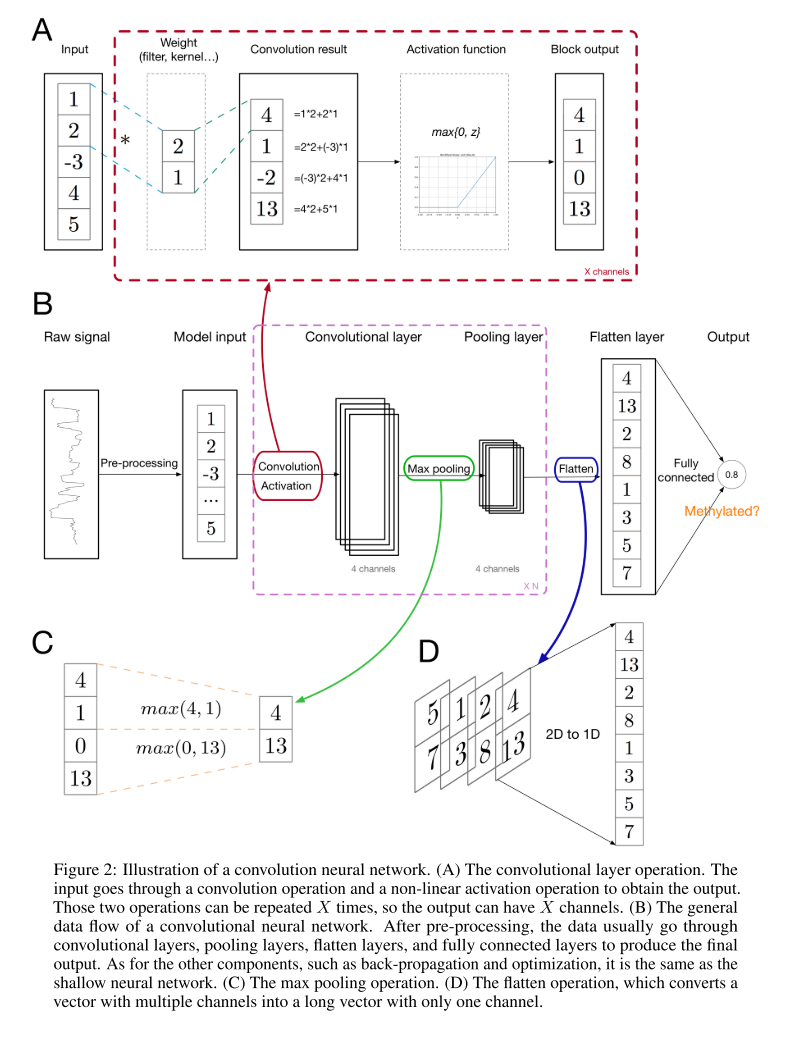 A
Input
Weight
(filter, kernel...)
Convolution result
Activation function
Block output
1
2
-3
4
5
*
2
1
4
1
-2
13
=1*2+2*1
=2*2+(-3)*1
=(-3)*2+4*1
=4*2+5*1
max{0, z}
4
1
0
13
X channels
B
Raw signal
Model input
Convolutional layer
Pooling layer
Flatten layer
Output
Pre-processing
1
2
-3
...
5
Convolution
Activation
4 channels
Max pooling
4 channels
X N
Flatten
4
13
2
8
1
3
5
7
Fully
connected
0.8
Methylated?
C
4
1
0
13
max(4, 1)
max(0, 13)
4
13
D
5 1 2 4
7 3 8 13
2D to 1D
4
13
2
8
1
3
5
7
Figure 2: Illustration of a convolution neural network. (A) The convolutional layer operation. The
input goes through a convolution operation and a non-linear activation operation to obtain the output.
Those two operations can be repeated X times, so the output can have X channels. (B) The general
data flow of a convolutional neural network. After pre-processing, the data usually go through
convolutional layers, pooling layers, flatten layers, and fully connected layers to produce the final
output. As for the other components, such as back-propagation and optimization, it is the same as the
shallow neural network. (C) The max pooling operation. (D) The flatten operation, which converts a
vector with multiple channels into a long vector with only one channel.